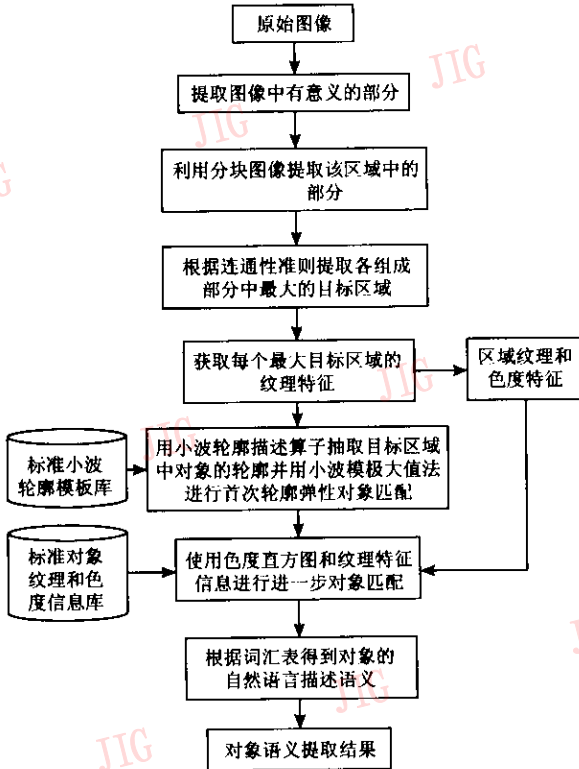 原始图像
JIG
提取图像中有意义的部分
JIG
利用分块图像提取该区域中的
部分
根据连通性准则提取各组成
部分中最大的目标区域
获取每个最大目标区域的
纹理特征
区域纹理和
色度特征
JIG
JIG
标准小波
轮廓模板库
用小波轮廓描述算子抽取目标区域
中对象的轮廓并用小波模极大值法
进行首次轮廓弹性对象匹配
标准对象
纹理和色
度信息库
使用色度直方图和纹理特征
信息进行进一步对象匹配
根据词汇表得到对象的
自然语言描述语义
JIG
JIG
对象语义提取结果